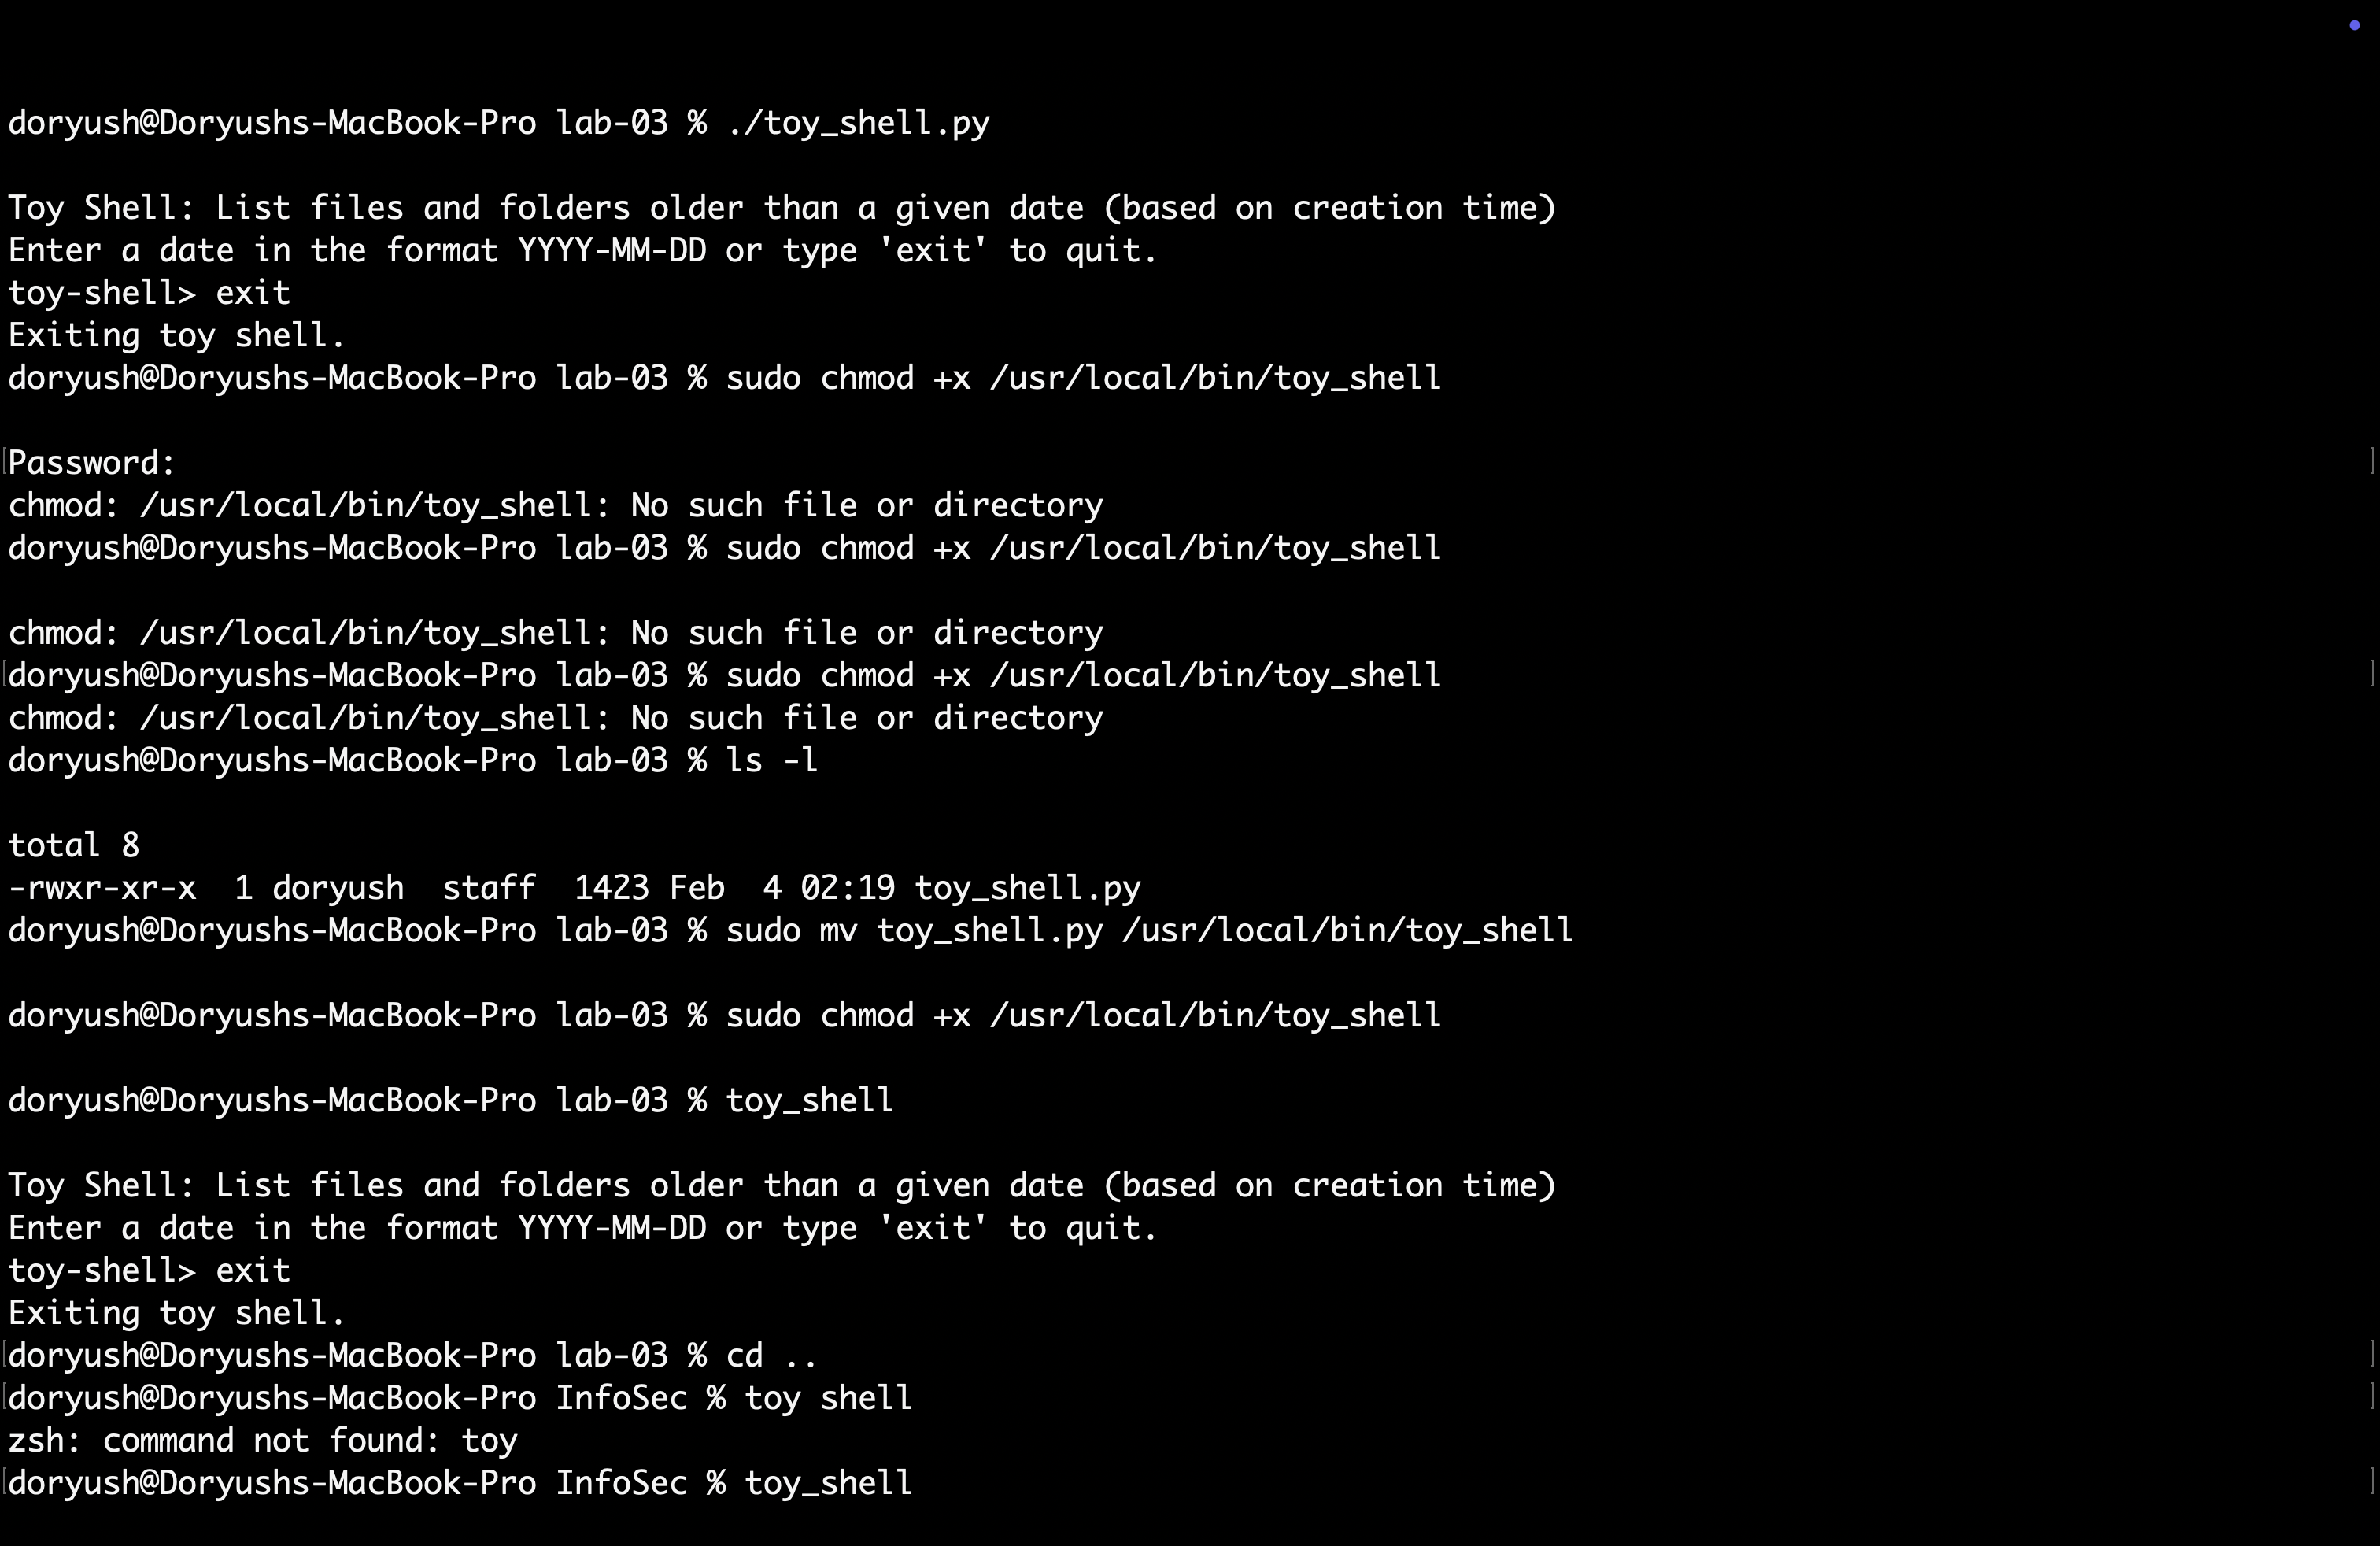 doryush@Doryushs-MacBook-Pro lab-03 % ./toy_shell.py
Toy Shell: List files and folders older than a given date (based on creation time)
Enter a date in the format YYYY-MM-DD or type 'exit' to quit.
toy-shell> exit
Exiting toy shell.
doryush@Doryushs-MacBook-Pro lab-03 % sudo chmod +x /usr/local/bin/toy_shell
Password:
chmod: /usr/local/bin/toy_shell: No such file or directory
doryush@Doryushs-MacBook-Pro lab-03 % sudo chmod +x /usr/local/bin/toy_shell
chmod: /usr/local/bin/toy_shell: No such file or directory
doryush@Doryushs-MacBook-Pro lab-03 % sudo chmod +x /usr/local/bin/toy_shell
chmod: /usr/local/bin/toy_shell: No such file or directory
doryush@Doryushs-MacBook-Pro lab-03 % ls -l
total 8
-rwxr-xr-x  1 doryush  staff  1423 Feb  4 02:19 toy_shell.py
doryush@Doryushs-MacBook-Pro lab-03 % sudo mv toy_shell.py /usr/local/bin/toy_shell
doryush@Doryushs-MacBook-Pro lab-03 % sudo chmod +x /usr/local/bin/toy_shell
doryush@Doryushs-MacBook-Pro lab-03 % toy_shell
Toy Shell: List files and folders older than a given date (based on creation time)
Enter a date in the format YYYY-MM-DD or type 'exit' to quit.
toy-shell> exit
Exiting toy shell.
doryush@Doryushs-MacBook-Pro lab-03 % cd ..
doryush@Doryushs-MacBook-Pro InfoSec % toy shell
zsh: command not found: toy
doryush@Doryushs-MacBook-Pro InfoSec % toy_shell